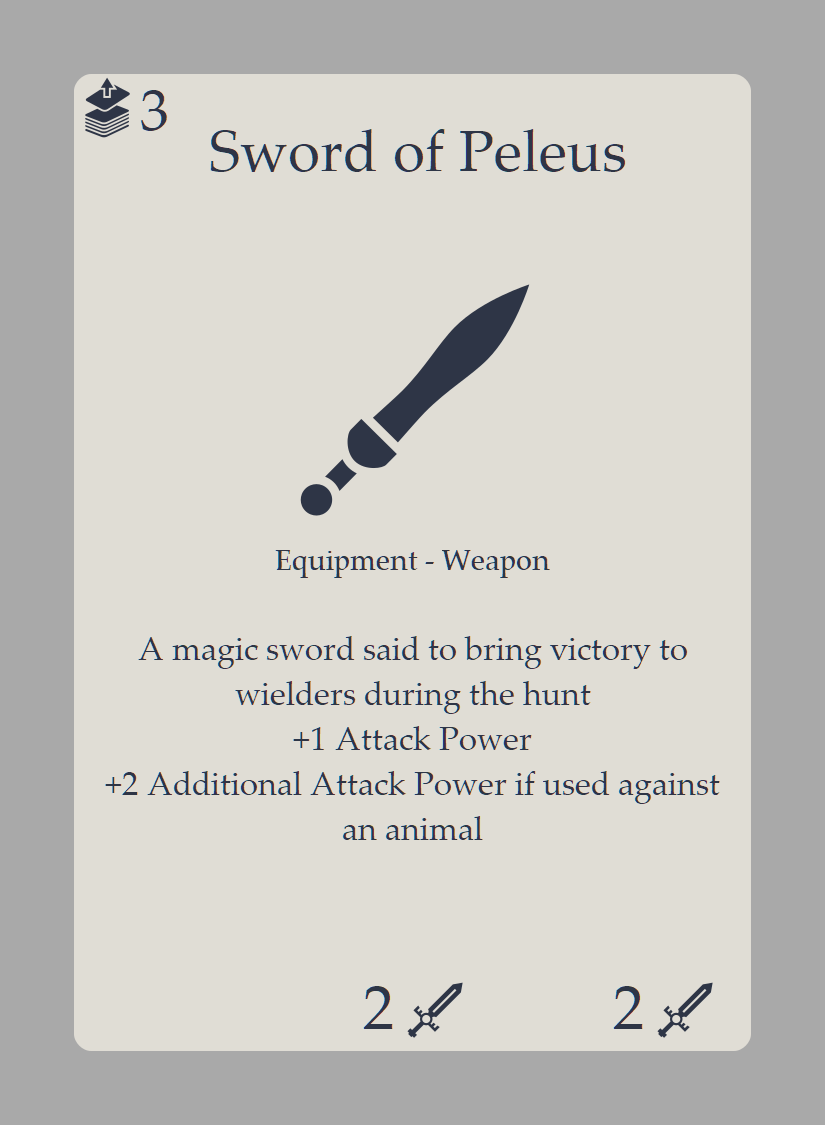 3
Sword of Peleus
Equipment - Weapon
A magic sword said to bring victory to
wielders during the hunt
+1 Attack Power
+2 Additional Attack Power if used against
an animal
2 2